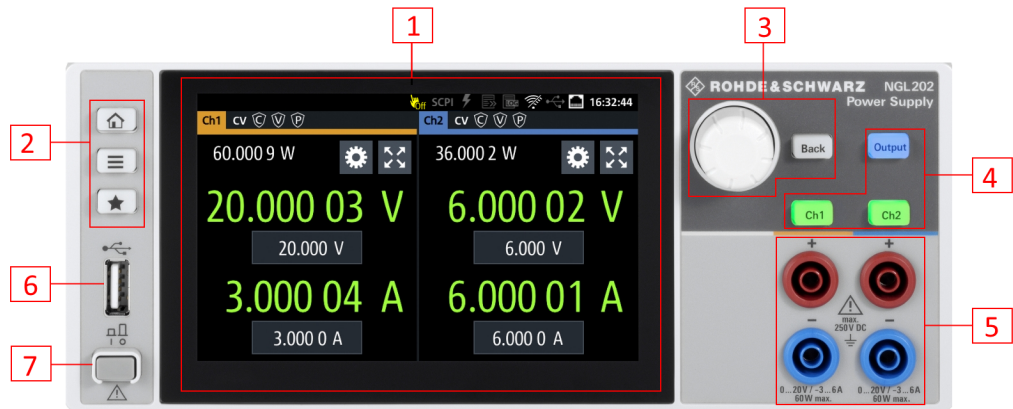 1
3
2
4
6
5
7
ROHDE&SCHWARZ NGL202
Power Supply
Off SCPI 16:32:44
Ch1 CV C V P
Ch2 CV C V P
60.000 9 W
36.000 2 W
20.000 03 V
6.000 02 V
20.000 V
6.000 V
3.000 04 A
6.000 01 A
3.000 0 A
6.000 0 A
Back
Output
Ch1
Ch2
+ +
max.
250V DC
- -
0...20V / -3...6A
60W max.
0...20V / -3...6A
60W max.